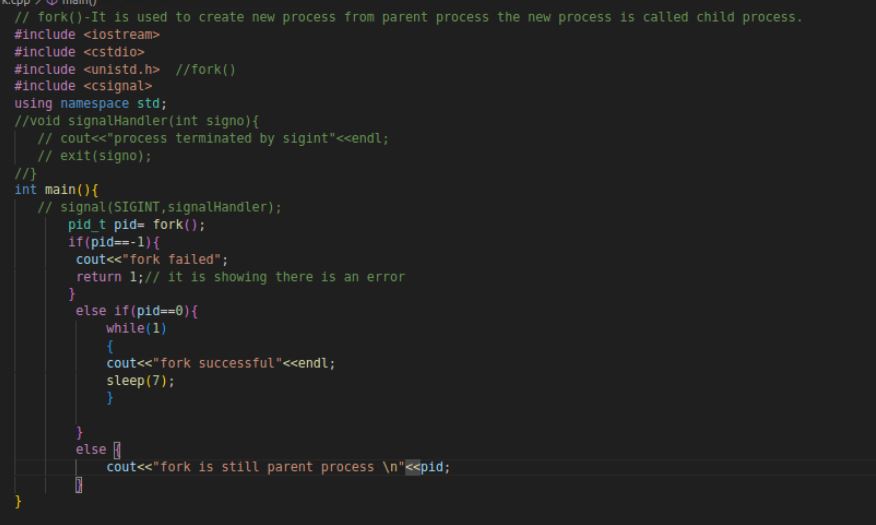 k.cpp > main()
// fork()-It is used to create new process from parent process the new process is called child process.
#include <iostream>
#include <cstdio>
#include <unistd.h>  //fork()
#include <csignal>
using namespace std;
//void signalHandler(int signo){
   // cout<<"process terminated by sigint"<<endl;
   // exit(signo);
//}
int main(){
   // signal(SIGINT,signalHandler);
       pid_t pid= fork();
       if(pid==-1){
        cout<<"fork failed";
        return 1;// it is showing there is an error
       }
        else if(pid==0){
            while(1)
            {
            cout<<"fork successful"<<endl;
            sleep(7);
            }
        }
        else {
            cout<<"fork is still parent process \n"<<pid;
        }
}